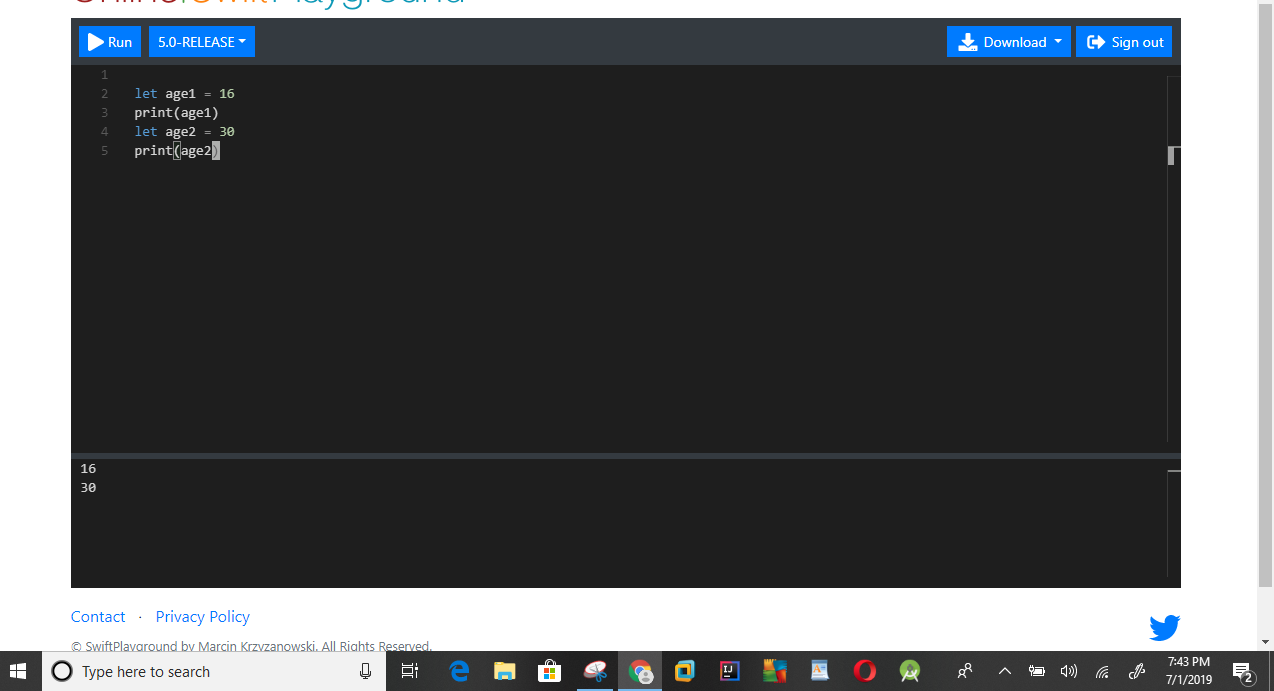 Online.SwiftPlayground
Run 5.0-RELEASE Download Sign out
1
2 let age1 = 16
3 print(age1)
4 let age2 = 30
5 print(age2)
16
30
Contact · Privacy Policy
© SwiftPlayground by Marcin Krzyzanowski. All Rights Reserved.
Type here to search
7:43 PM
7/1/2019
2